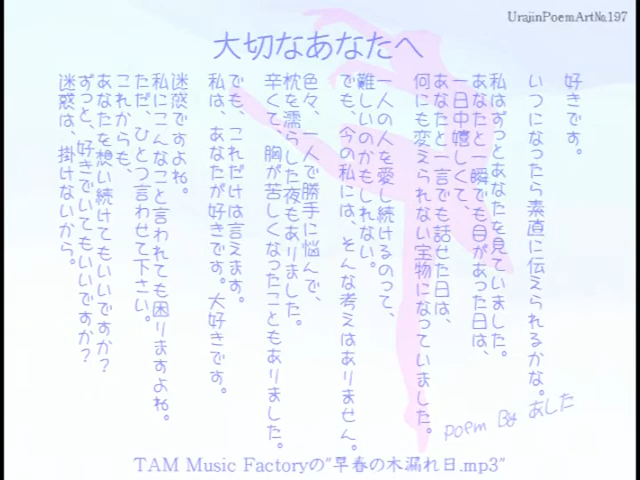 UrajinPoemArt№197
大切なあなたへ
好きです。
いつになったら素直に伝えられるかな。
私はずっとあなたを見ていました。
あなたと一瞬でも目があった日は、
一日中嬉しくて、
あなたと一言でも話せた日は、
何にも変えられない宝物になっていました。
一人の人を愛し続けるのって、
難しいのかもしれない。
でも、今の私には、そんな考えはありません。
色々、一人で勝手に悩んで、
枕を濡らした夜もありました。
辛くて、胸が苦しくなったこともありました。
でも、これだけは言えます。
私は、あなたが好きです。大好きです。
迷惑ですよね。
私にこんなこと言われても困りますよね。
ただ、ひとつ言わせて下さい。
これからも、
あなたを想い続けてもいいですか？
ずっと、好きでいてもいいですか？
迷惑は、掛けないから。
poem By あした
TAM Music Factoryの"早春の木漏れ日.mp3"